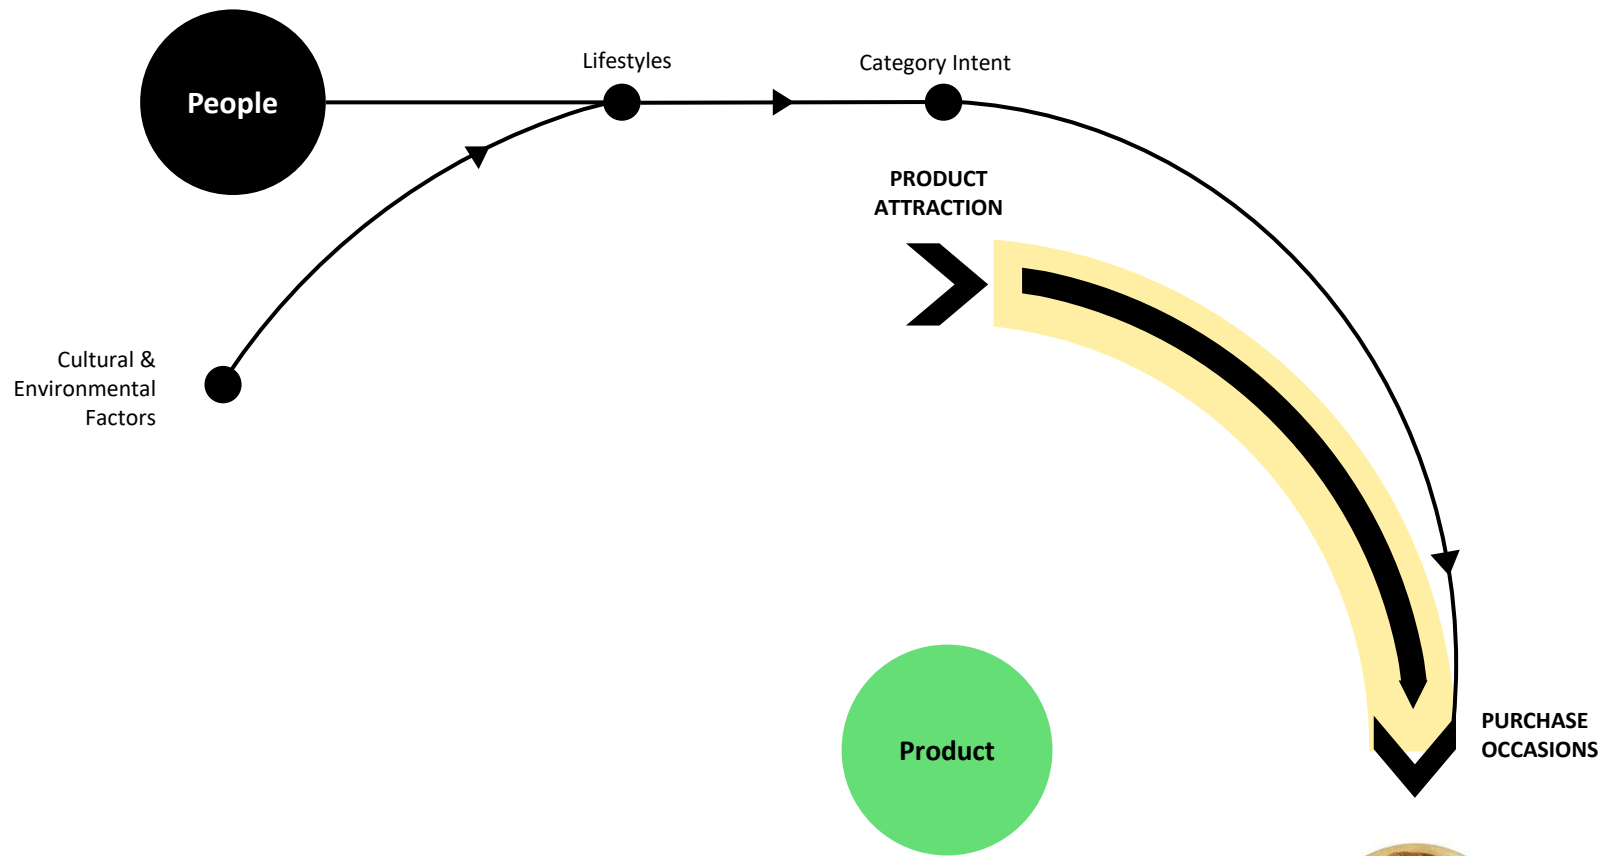 People
Lifestyles
Category Intent
PRODUCT
ATTRACTION
Cultural &
Environmental
Factors
Product
PURCHASE
OCCASIONS